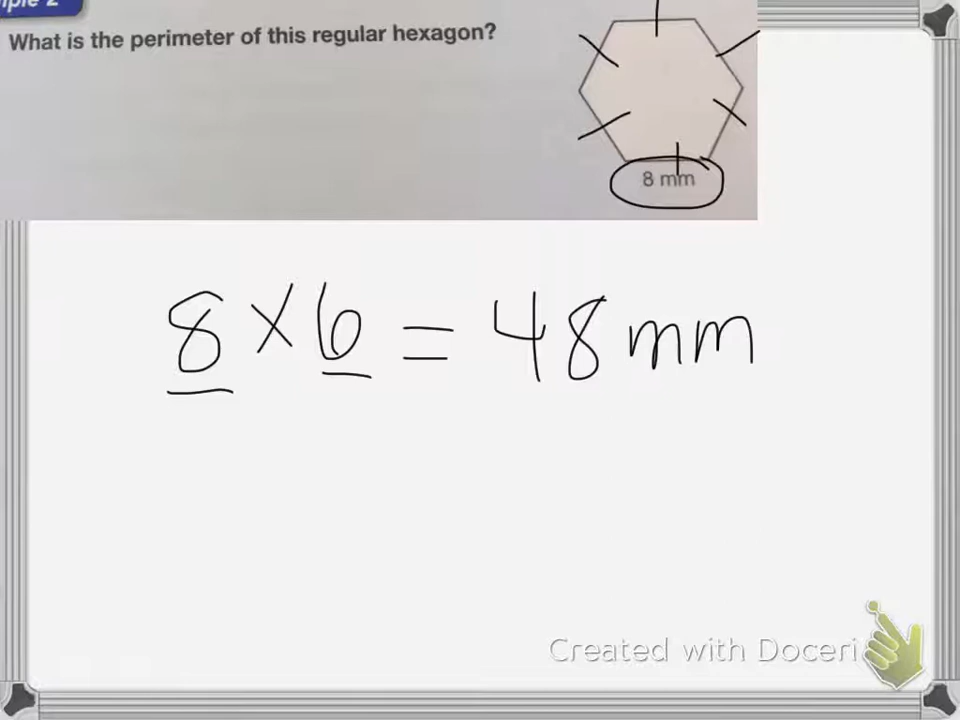 What is the perimeter of this regular hexagon?
8 mm
8 × 6 = 48 mm
Created with Doceri